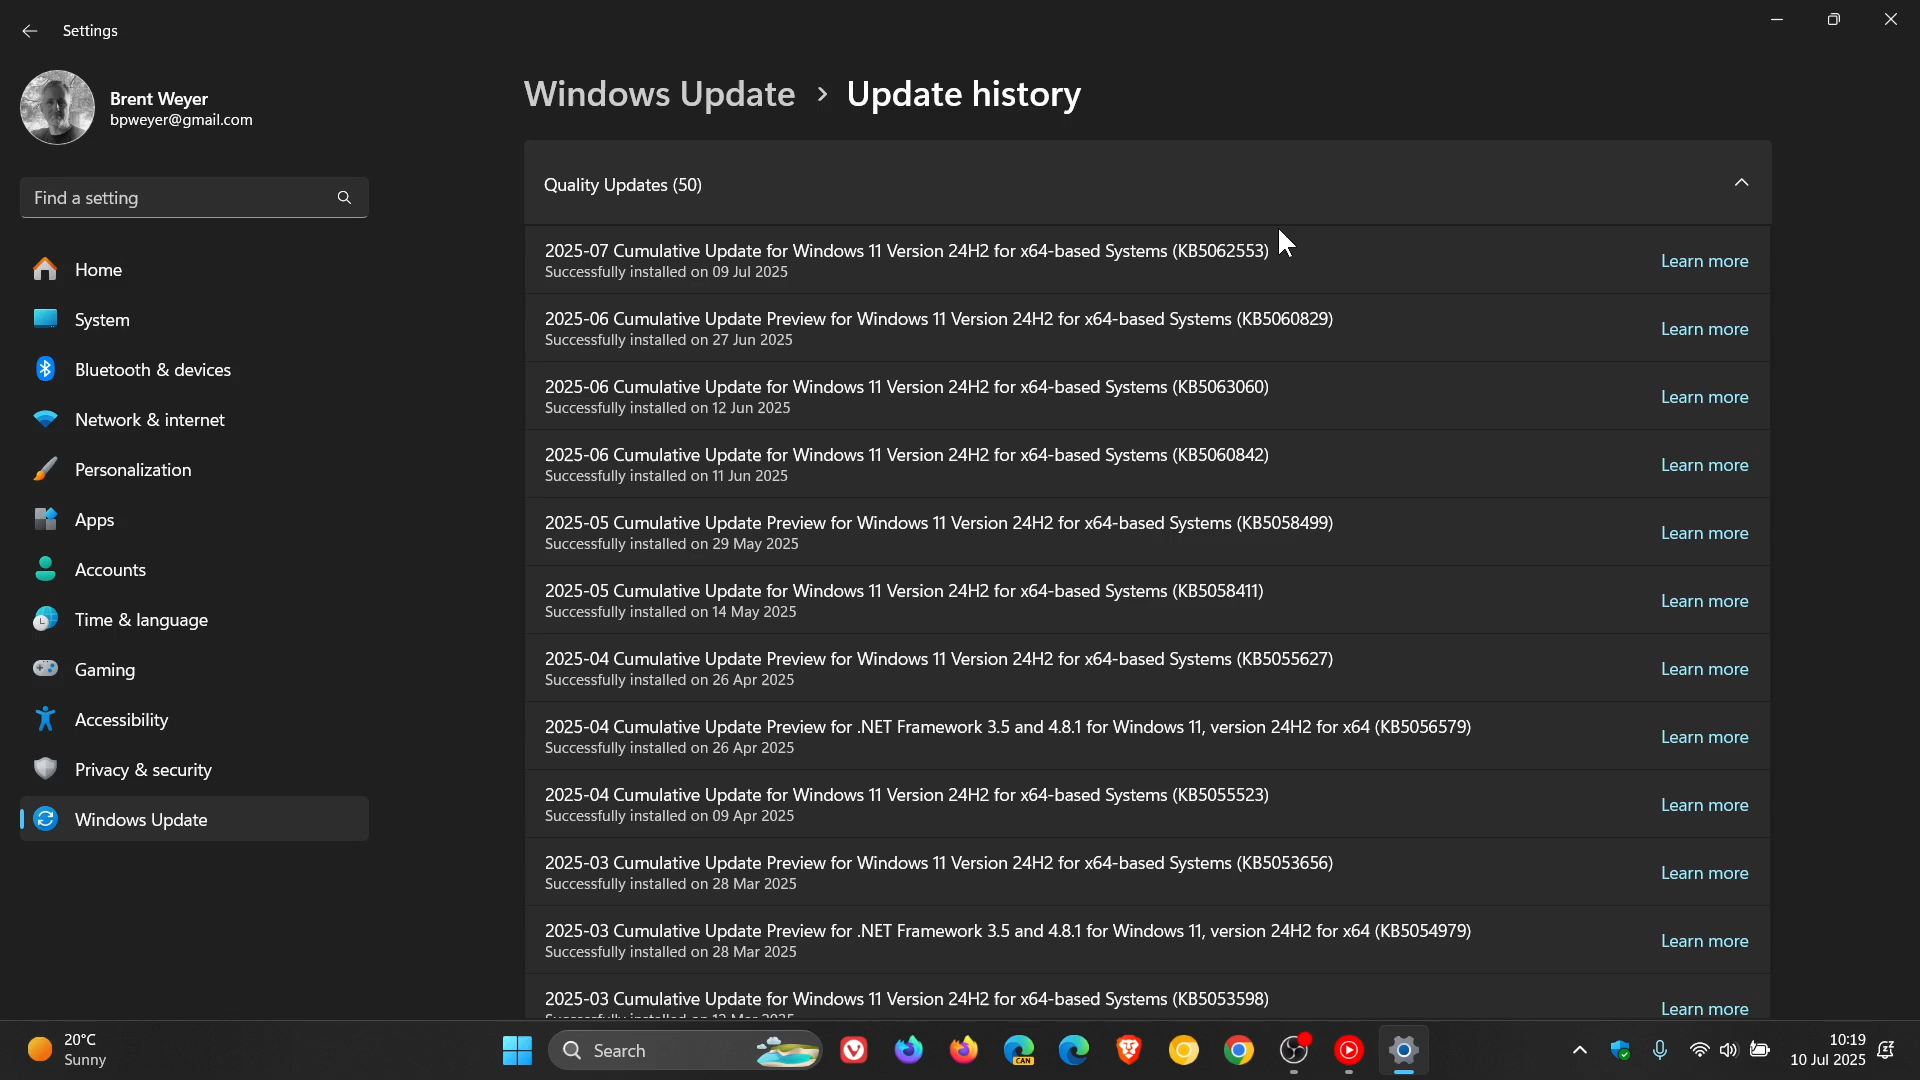 Settings
Brent Weyer
bpweyer@gmail.com
Find a setting
Home
System
Bluetooth & devices
Network & internet
Personalization
Apps
Accounts
Time & language
Gaming
Accessibility
Privacy & security
Windows Update
Windows Update > Update history
Quality Updates (50)
2025-07 Cumulative Update for Windows 11 Version 24H2 for x64-based Systems (KB5062553)
Successfully installed on 09 Jul 2025
Learn more
2025-06 Cumulative Update Preview for Windows 11 Version 24H2 for x64-based Systems (KB5060829)
Successfully installed on 27 Jun 2025
Learn more
2025-06 Cumulative Update for Windows 11 Version 24H2 for x64-based Systems (KB5063060)
Successfully installed on 12 Jun 2025
Learn more
2025-06 Cumulative Update for Windows 11 Version 24H2 for x64-based Systems (KB5060842)
Successfully installed on 11 Jun 2025
Learn more
2025-05 Cumulative Update Preview for Windows 11 Version 24H2 for x64-based Systems (KB5058499)
Successfully installed on 29 May 2025
Learn more
2025-05 Cumulative Update for Windows 11 Version 24H2 for x64-based Systems (KB5058411)
Successfully installed on 14 May 2025
Learn more
2025-04 Cumulative Update Preview for Windows 11 Version 24H2 for x64-based Systems (KB5055627)
Successfully installed on 26 Apr 2025
Learn more
2025-04 Cumulative Update Preview for .NET Framework 3.5 and 4.8.1 for Windows 11, version 24H2 for x64 (KB5056579)
Successfully installed on 26 Apr 2025
Learn more
2025-04 Cumulative Update for Windows 11 Version 24H2 for x64-based Systems (KB5055523)
Successfully installed on 09 Apr 2025
Learn more
2025-03 Cumulative Update Preview for Windows 11 Version 24H2 for x64-based Systems (KB5053656)
Successfully installed on 28 Mar 2025
Learn more
2025-03 Cumulative Update Preview for .NET Framework 3.5 and 4.8.1 for Windows 11, version 24H2 for x64 (KB5054979)
Successfully installed on 28 Mar 2025
Learn more
2025-03 Cumulative Update for Windows 11 Version 24H2 for x64-based Systems (KB5053598)
Learn more
20°C
Sunny
Search
CAN
10:19
10 Jul 2025